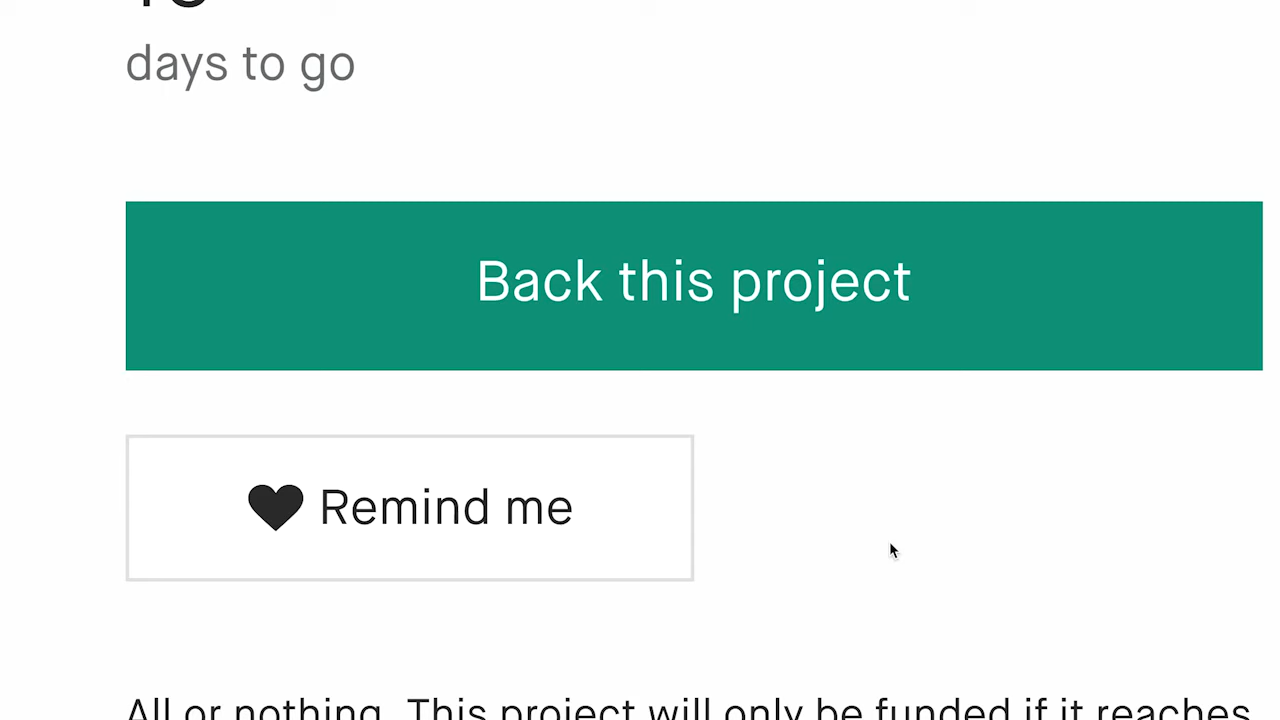 days to go
Back this project
Remind me
All or nothing. This project will only be funded if it reaches